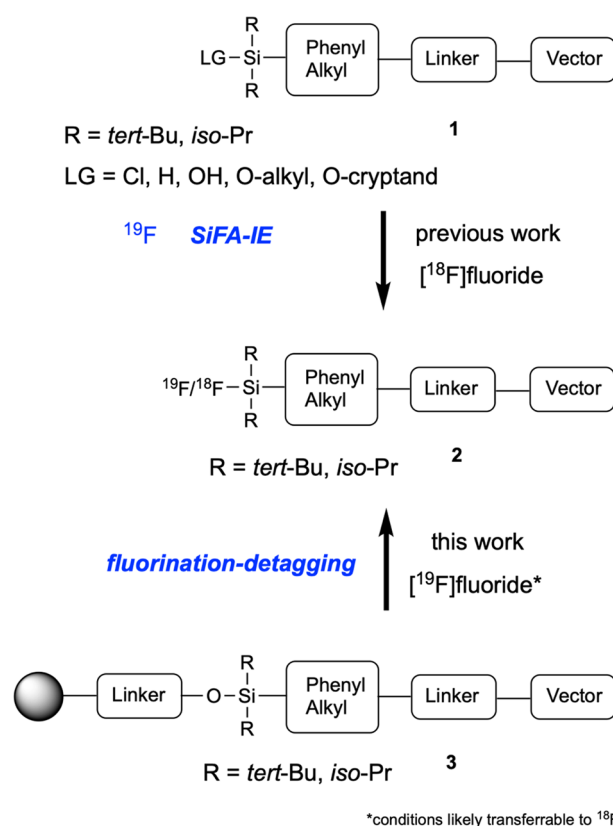 R
LG–Si
Phenyl
Alkyl
Linker
Vector
R
1
R = tert-Bu, iso-Pr
LG = Cl, H, OH, O-alkyl, O-cryptand
¹⁹F SiFA-IE
previous work
[¹⁸F]fluoride
R
¹⁹F/¹⁸F–Si
Phenyl
Alkyl
Linker
Vector
R
2
R = tert-Bu, iso-Pr
this work
fluorination-detagging
[¹⁹F]fluoride*
R
Linker
O–Si
Phenyl
Alkyl
Linker
Vector
R
3
R = tert-Bu, iso-Pr
*conditions likely transferrable to ¹⁸F